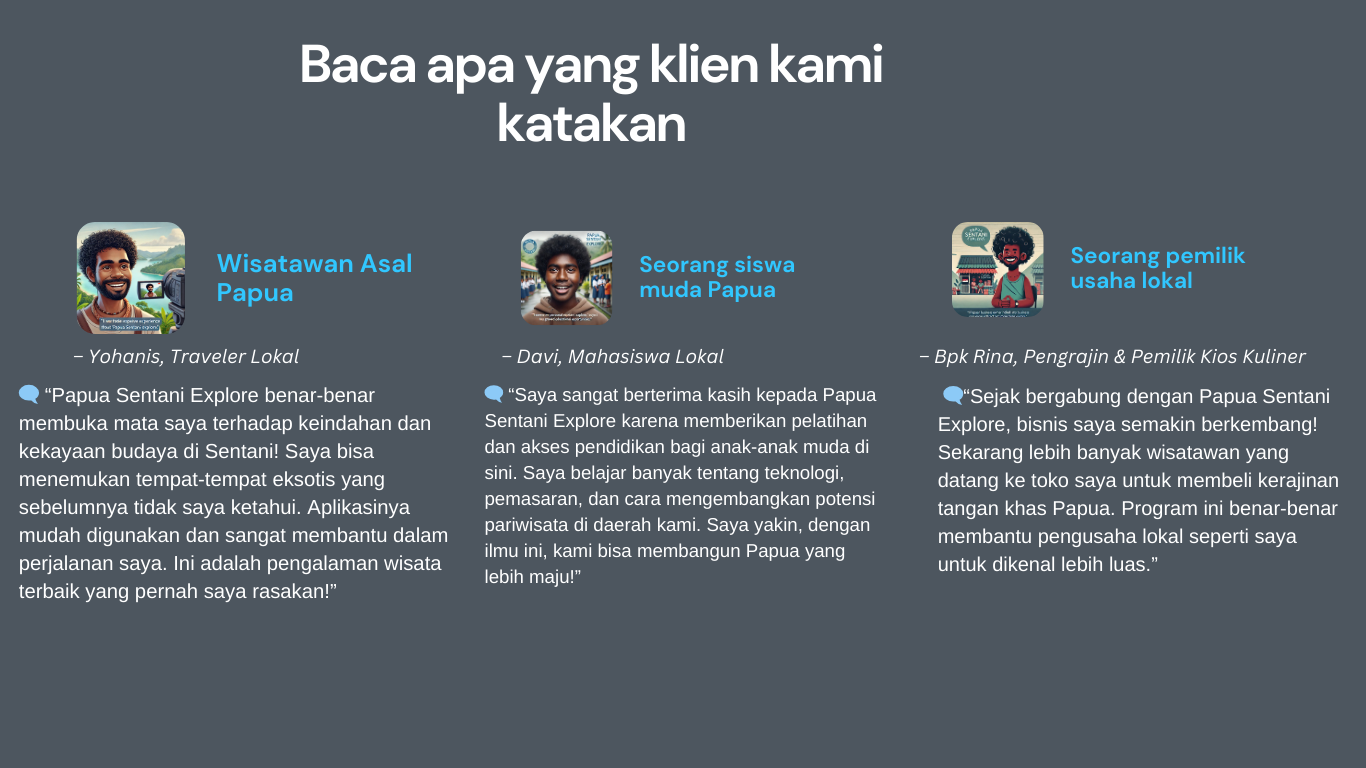 Baca apa yang klien kami
katakan
Wisatawan Asal
Papua
– Yohanis, Traveler Lokal
“Papua Sentani Explore benar-benar
membuka mata saya terhadap keindahan dan
kekayaan budaya di Sentani! Saya bisa
menemukan tempat-tempat eksotis yang
sebelumnya tidak saya ketahui. Aplikasinya
mudah digunakan dan sangat membantu dalam
perjalanan saya. Ini adalah pengalaman wisata
terbaik yang pernah saya rasakan!”
Seorang siswa
muda Papua
– Davi, Mahasiswa Lokal
“Saya sangat berterima kasih kepada Papua
Sentani Explore karena memberikan pelatihan
dan akses pendidikan bagi anak-anak muda di
sini. Saya belajar banyak tentang teknologi,
pemasaran, dan cara mengembangkan potensi
pariwisata di daerah kami. Saya yakin, dengan
ilmu ini, kami bisa membangun Papua yang
lebih maju!”
SENTANI
Seorang pemilik
usaha lokal
– Bpk Rina, Pengrajin & Pemilik Kios Kuliner
“Sejak bergabung dengan Papua Sentani
Explore, bisnis saya semakin berkembang!
Sekarang lebih banyak wisatawan yang
datang ke toko saya untuk membeli kerajinan
tangan khas Papua. Program ini benar-benar
membantu pengusaha lokal seperti saya
untuk dikenal lebih luas.”